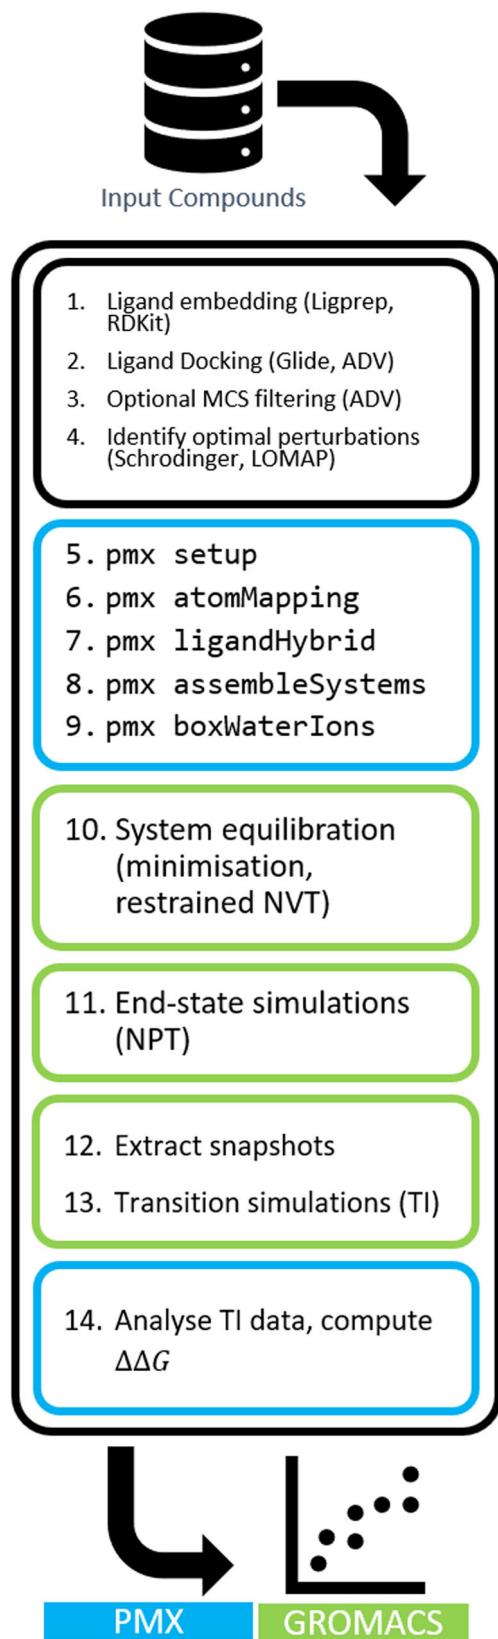 Input Compounds
1. Ligand embedding (Ligprep,
RDKit)
2. Ligand Docking (Glide, ADV)
3. Optional MCS filtering (ADV)
4. Identify optimal perturbations
(Schrodinger, LOMAP)
5. pmx setup
6. pmx atomMapping
7. pmx ligandHybrid
8. pmx assembleSystems
9. pmx boxWaterIons
10. System equilibration
(minimisation,
restrained NVT)
11. End-state simulations
(NPT)
12. Extract snapshots
13. Transition simulations (TI)
14. Analyse TI data, compute
ΔΔG
PMX
GROMACS